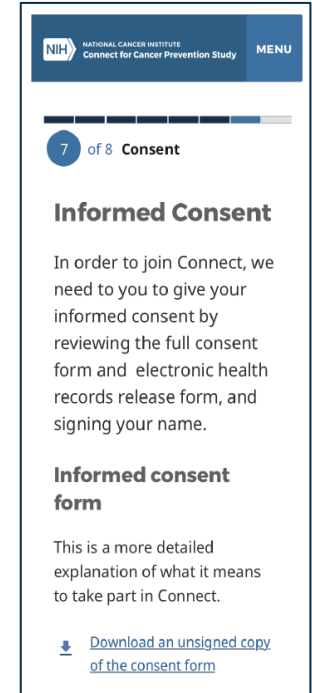 NIH
NATIONAL CANCER INSTITUTE
Connect for Cancer Prevention Study
MENU
7 of 8 Consent
Informed Consent
In order to join Connect, we
need to you to give your
informed consent by
reviewing the full consent
form and electronic health
records release form, and
signing your name.
Informed consent
form
This is a more detailed
explanation of what it means
to take part in Connect.
Download an unsigned copy
of the consent form